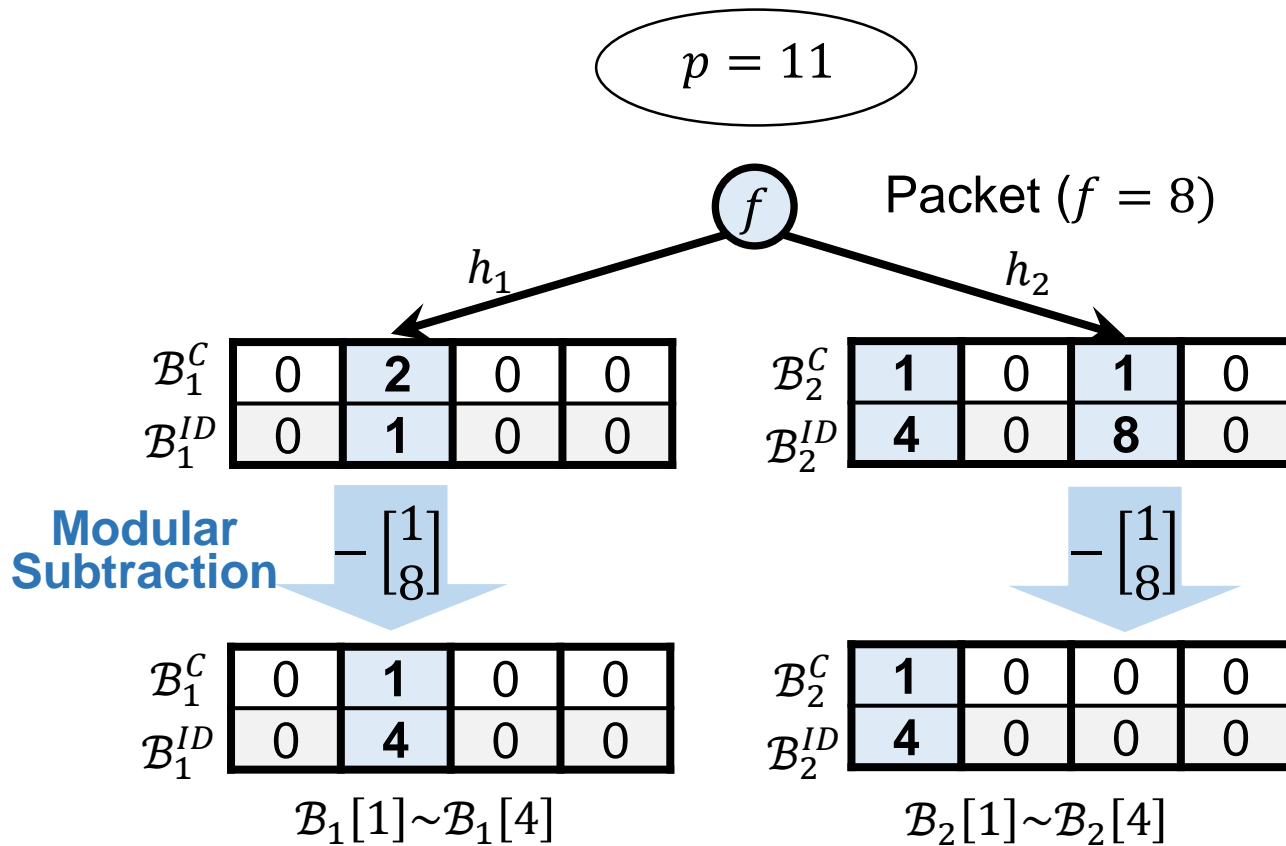 p = 11
f
Packet (f = 8)
h₁
h₂
ℬ₁ᶜ 0 2 0 0
ℬ₁ᴵᴰ 0 1 0 0
ℬ₂ᶜ 1 0 1 0
ℬ₂ᴵᴰ 4 0 8 0
Modular
Subtraction
− [1
8]
− [1
8]
ℬ₁ᶜ 0 1 0 0
ℬ₁ᴵᴰ 0 4 0 0
ℬ₂ᶜ 1 0 0 0
ℬ₂ᴵᴰ 4 0 0 0
ℬ₁[1]~ℬ₁[4]
ℬ₂[1]~ℬ₂[4]